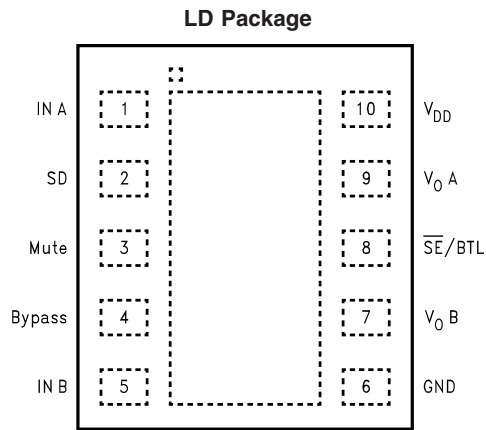 LD Package
IN A 1 10 V_DD
SD 2 9 V_O A
Mute 3 8 S̅E̅/BTL
Bypass 4 7 V_O B
IN B 5 6 GND